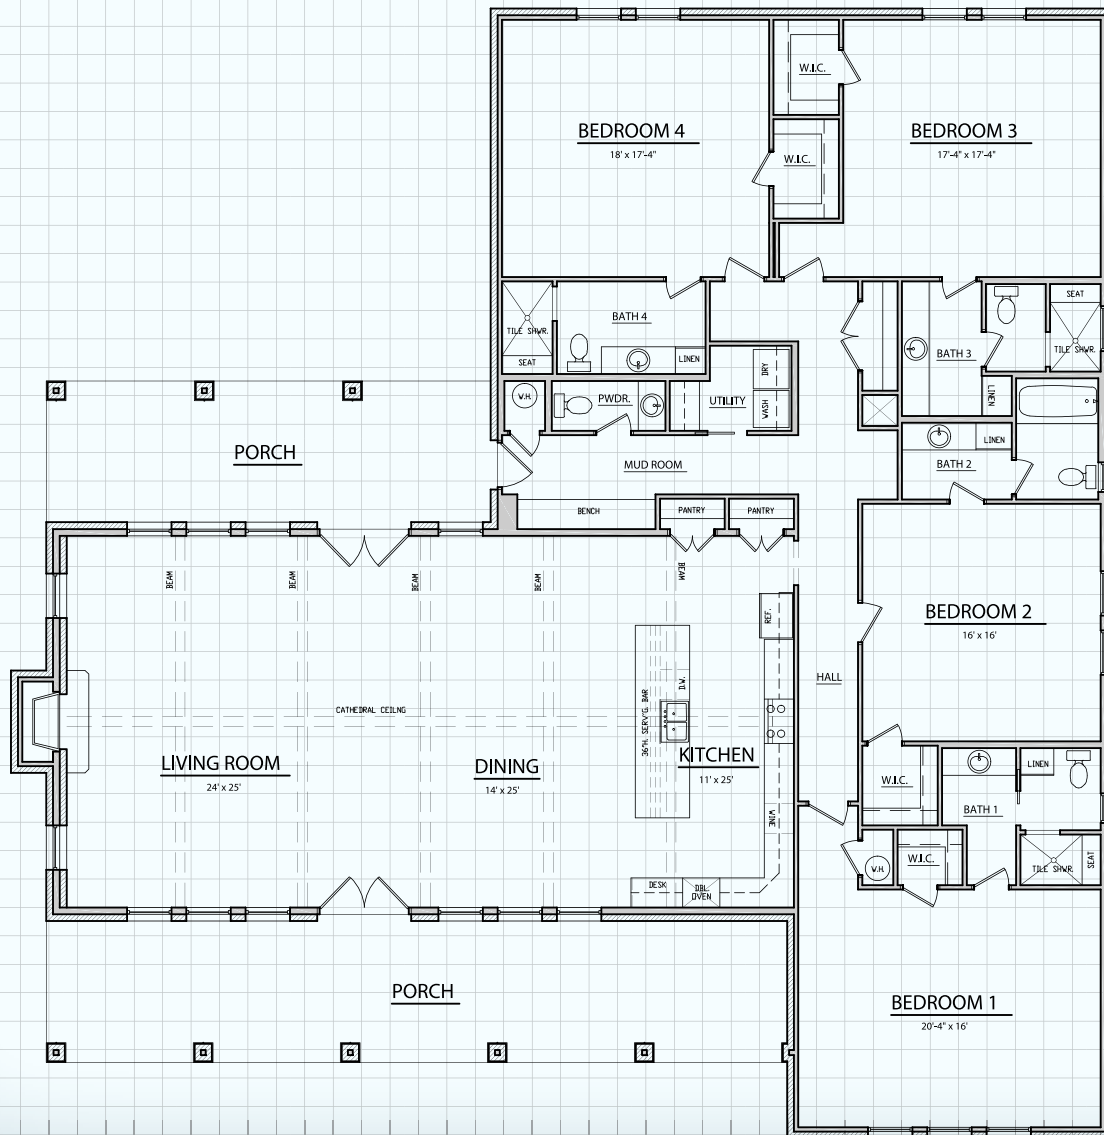 W.I.C.
BEDROOM 4
18' x 17'-4"
BEDROOM 3
17'-4" x 17'-4"
W.I.C.
SEAT
BATH 4
TILE SHWR.
SEAT
LINEN
DRY
BATH 3
TILE SHWR.
W.H.
PWDR.
UTILITY
WASH
LINEN
PORCH
MUD ROOM
BATH 2
LINEN
BENCH
PANTRY
PANTRY
BEAM
BEAM
BEAM
BEAM
BEAM
REF.
BEDROOM 2
16' x 16'
HALL
D.W.
CATHEDRAL CEILNG
36"H. SERV'G. BAR
LIVING ROOM
24' x 25'
DINING
14' x 25'
KITCHEN
11' x 25'
W.I.C.
LINEN
BATH 1
WINE
W.H.
W.I.C.
TILE SHWR.
SEAT
DESK
DBL.
OVEN
PORCH
BEDROOM 1
20'-4" x 16'